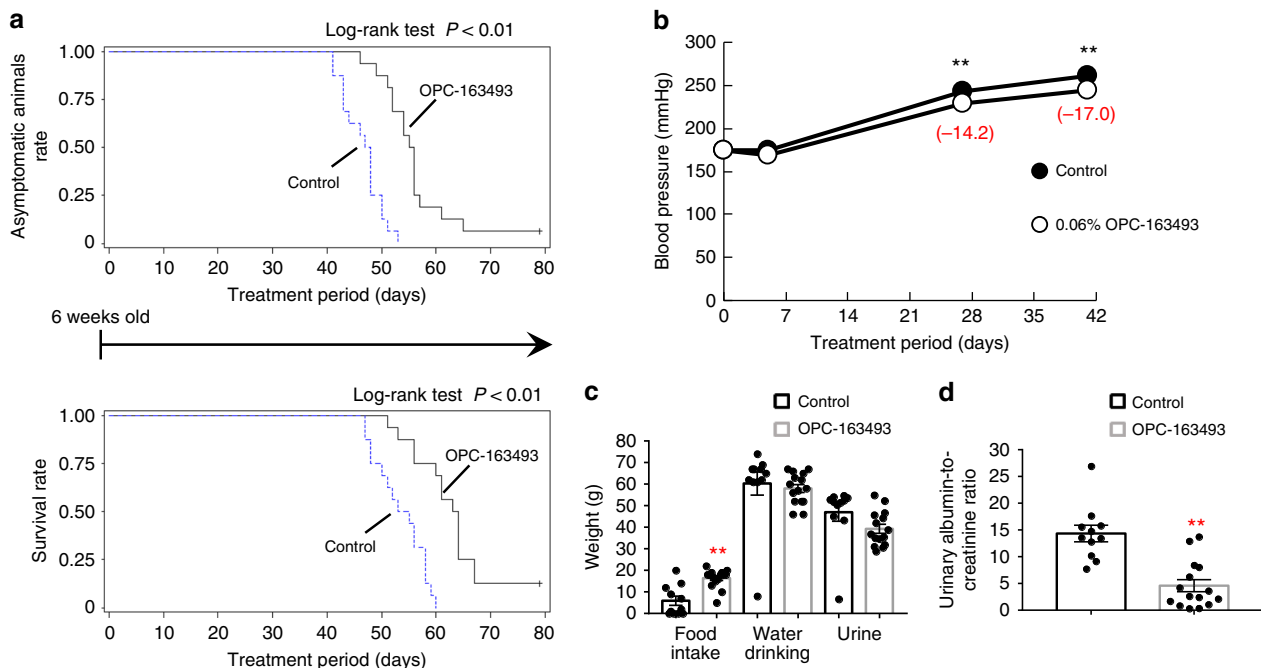 a
Log-rank test P < 0.01
1.00
0.75
0.50
0.25
0
Asymptomatic animals
rate
OPC-163493
Control
0 10 20 30 40 50 60 70 80
Treatment period (days)
6 weeks old
Log-rank test P < 0.01
1.00
0.75
0.50
0.25
0
Survival rate
OPC-163493
Control
0 10 20 30 40 50 60 70 80
Treatment period (days)
b
300
250
200
150
100
50
0
Blood pressure (mmHg)
** **
(–14.2) (–17.0)
Control
0.06% OPC-163493
0 7 14 21 28 35 42
Treatment period (days)
c
Control
OPC-163493
80
70
60
50
40
30
20
10
0
Weight (g)
**
Food
intake
Water
drinking
Urine
d
Control
OPC-163493
30
25
20
15
10
5
0
Urinary albumin-to-
creatinine ratio
**